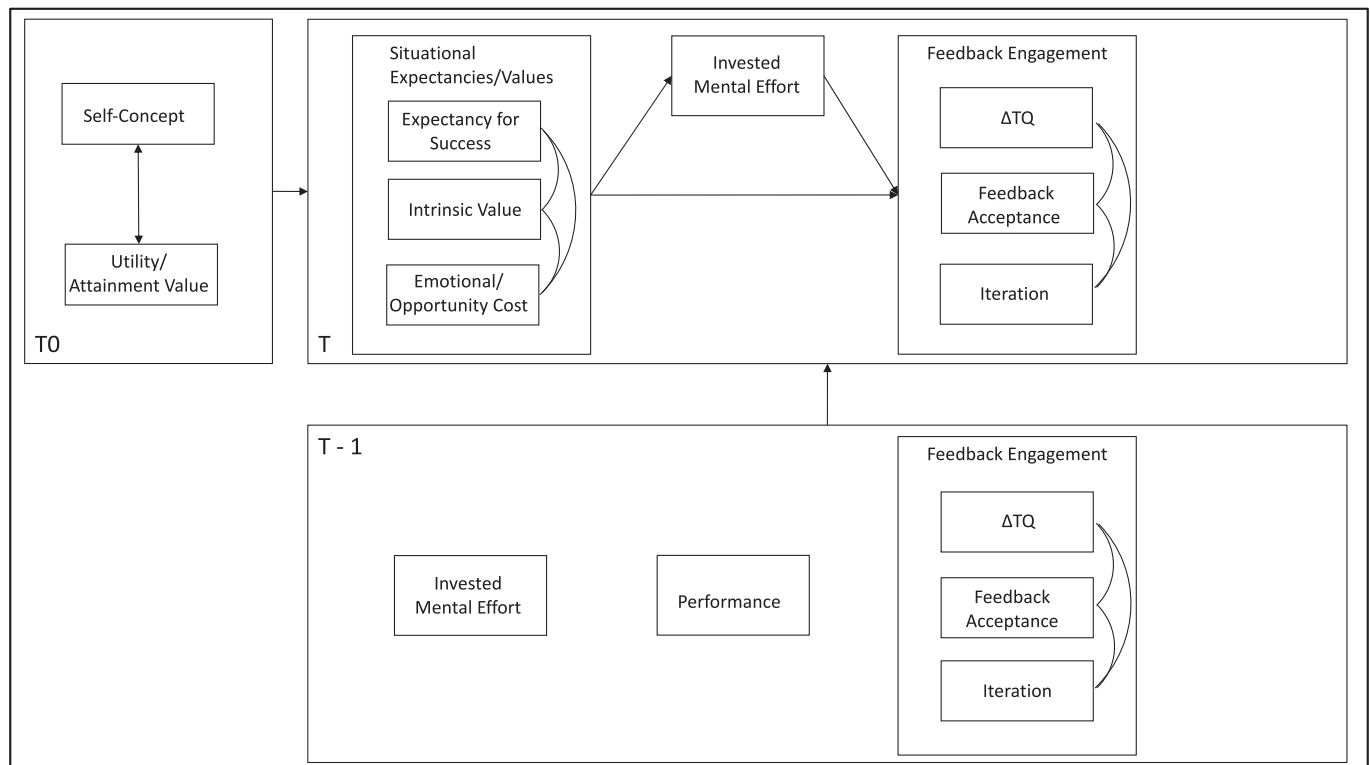 Self-Concept
Utility/
Attainment Value
T0
Situational
Expectancies/Values
Expectancy for
Success
Intrinsic Value
Emotional/
Opportunity Cost
T
Invested
Mental Effort
Feedback Engagement
ΔTQ
Feedback
Acceptance
Iteration
T - 1
Invested
Mental Effort
Performance
Feedback Engagement
ΔTQ
Feedback
Acceptance
Iteration